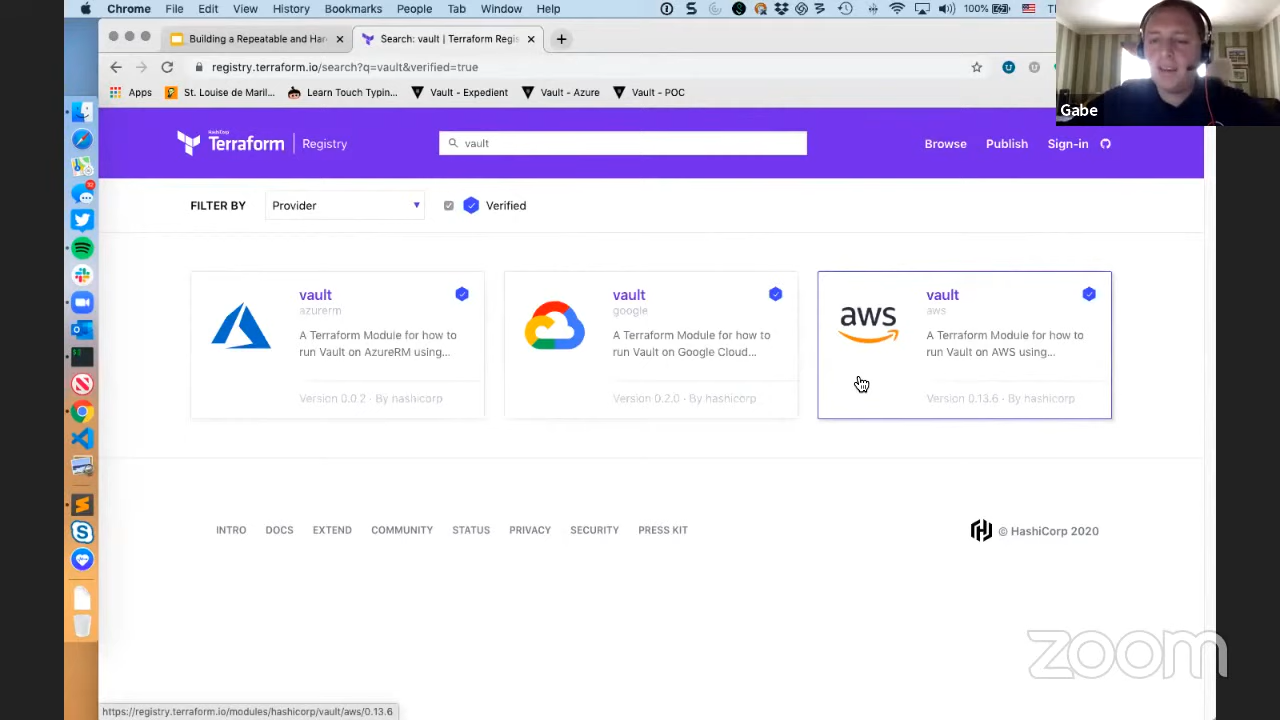 Chrome File Edit View History Bookmarks People Tab Window Help
100%
Building a Repeatable and Har
Search: vault | Terraform Regis
registry.terraform.io/search?q=vault&verified=true
Apps
St. Louise de Maril...
Learn Touch Typin...
Vault - Expedient
Vault - Azure
Vault - POC
Gabe
HashiCorp
Terraform
Registry
vault
Browse
Publish
Sign-in
FILTER BY
Provider
Verified
vault
azurerm
A Terraform Module for how to
run Vault on AzureRM using...
Version 0.0.2 · By hashicorp
vault
google
A Terraform Module for how to
run Vault on Google Cloud...
Version 0.2.0 · By hashicorp
aws
vault
aws
A Terraform Module for how to
run Vault on AWS using...
Version 0.13.6 · By hashicorp
INTRO
DOCS
EXTEND
COMMUNITY
STATUS
PRIVACY
SECURITY
PRESS KIT
© HashiCorp 2020
zoom
https://registry.terraform.io/modules/hashicorp/vault/aws/0.13.6